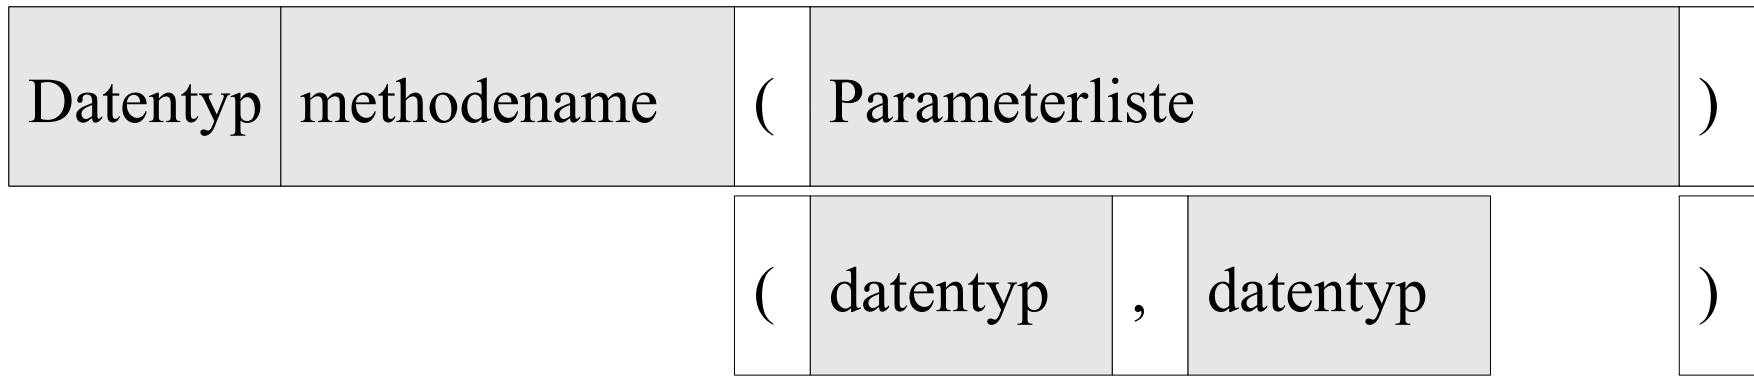 Datentyp methodename ( Parameterliste )
( datentyp , datentyp )